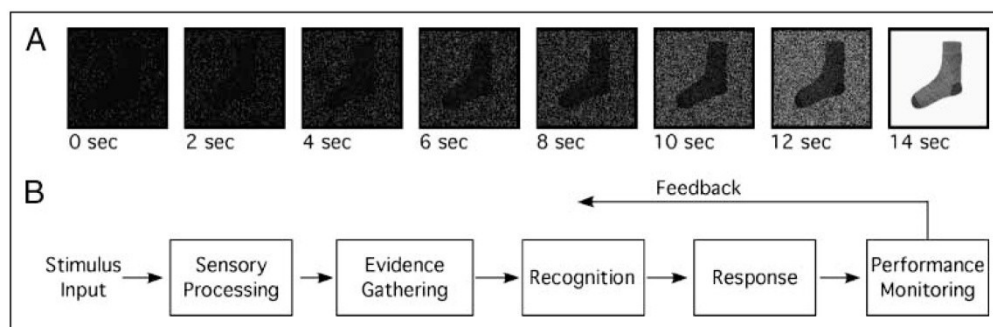 A
0 sec 2 sec 4 sec 6 sec 8 sec 10 sec 12 sec 14 sec
B
Feedback
Stimulus Input
Sensory Processing
Evidence Gathering
Recognition
Response
Performance Monitoring